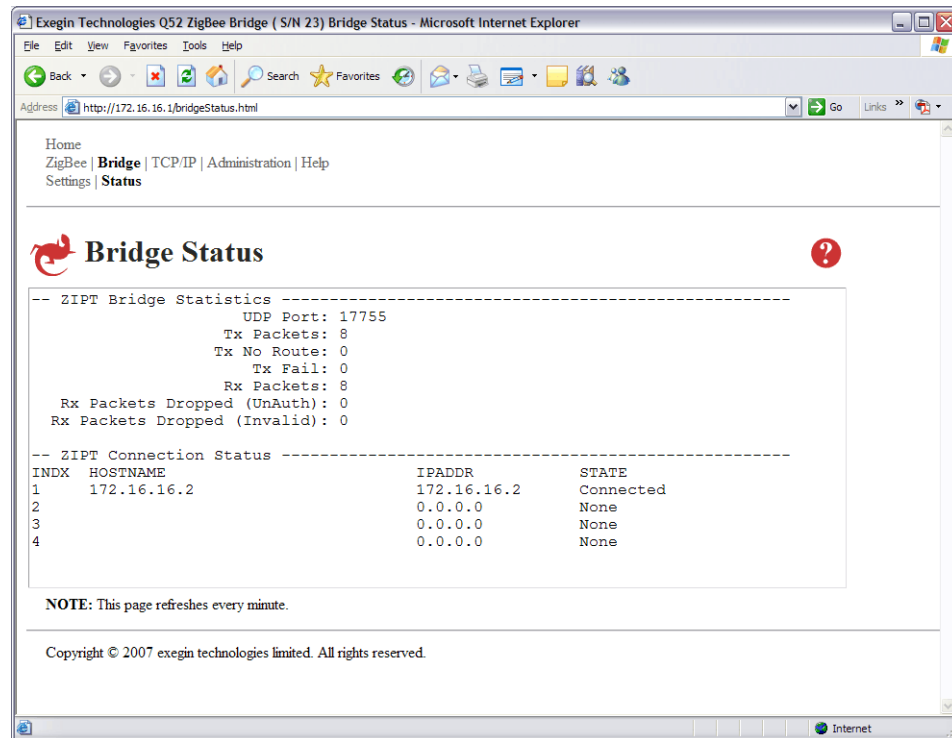 Exegin Technologies Q52 ZigBee Bridge ( S/N 23) Bridge Status - Microsoft Internet Explorer
File Edit View Favorites Tools Help
Back Search Favorites
Address http://172.16.16.1/bridgeStatus.html Go Links »
Home
ZigBee | Bridge | TCP/IP | Administration | Help
Settings | Status
Bridge Status ?
-- ZIPT Bridge Statistics -----------------------------------------------------
UDP Port: 17755
Tx Packets: 8
Tx No Route: 0
Tx Fail: 0
Rx Packets: 8
Rx Packets Dropped (UnAuth): 0
Rx Packets Dropped (Invalid): 0
-- ZIPT Connection Status -----------------------------------------------------
INDX HOSTNAME IPADDR STATE
1 172.16.16.2 172.16.16.2 Connected
2 0.0.0.0 None
3 0.0.0.0 None
4 0.0.0.0 None
NOTE: This page refreshes every minute.
Copyright © 2007 exegin technologies limited. All rights reserved.
Internet